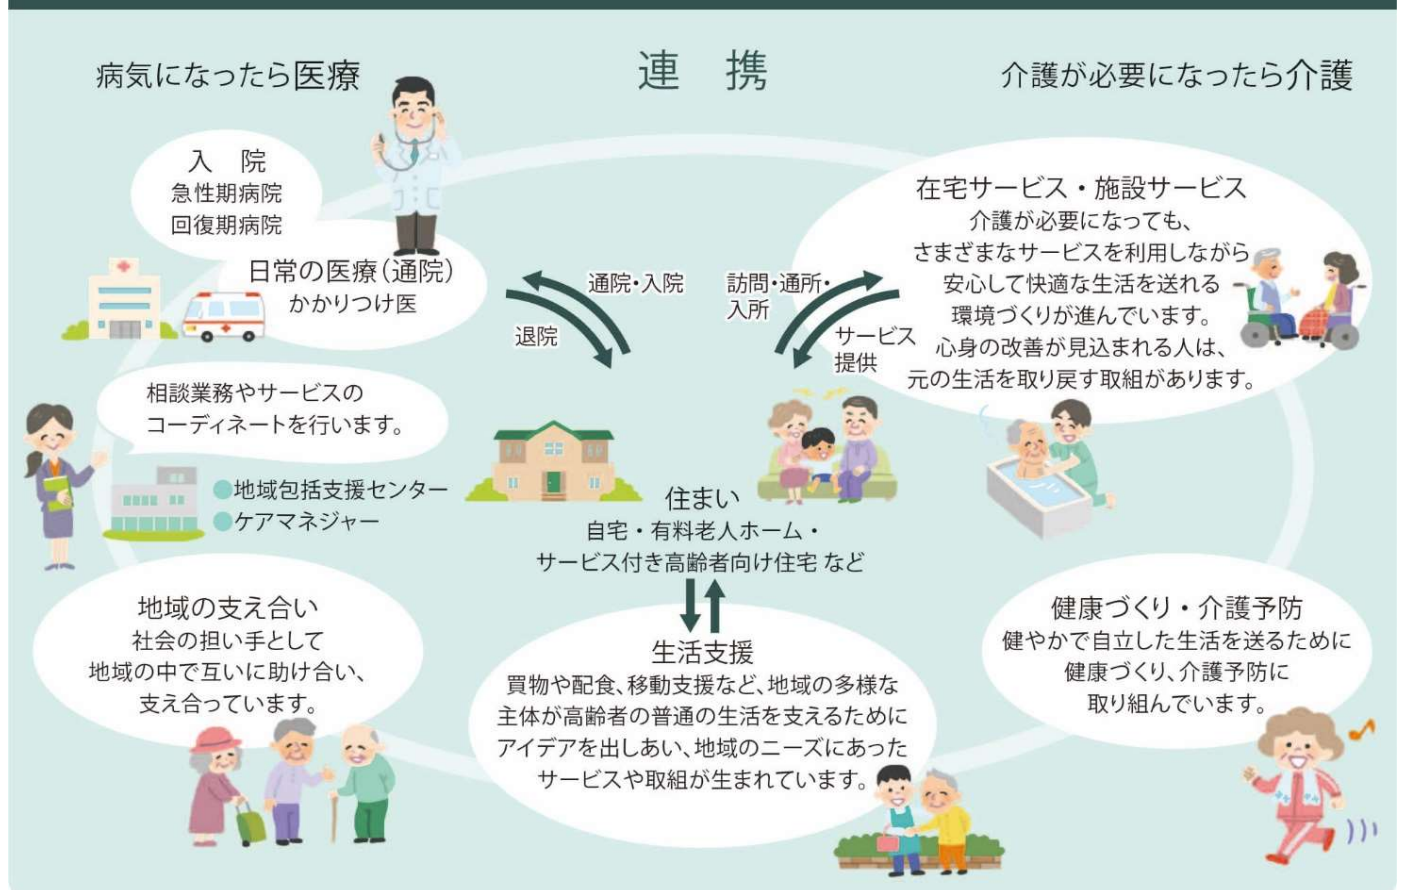 病気になったら医療
連 携
介護が必要になったら介護
入 院
急性期病院
回復期病院
日常の医療(通院)
かかりつけ医
通院・入院
退院
訪問・通所・
入所
サービス
提供
在宅サービス・施設サービス
介護が必要になっても、
さまざまなサービスを利用しながら
安心して快適な生活を送れる
環境づくりが進んでいます。
心身の改善が見込まれる人は、
元の生活を取り戻す取組があります。
相談業務やサービスの
コーディネートを行います。
●地域包括支援センター
●ケアマネジャー
住まい
自宅・有料老人ホーム・
サービス付き高齢者向け住宅 など
地域の支え合い
社会の担い手として
地域の中で互いに助け合い、
支え合っています。
生活支援
買物や配食、移動支援など、地域の多様な
主体が高齢者の普通の生活を支えるために
アイデアを出しあい、地域のニーズにあった
サービスや取組が生まれています。
健康づくり・介護予防
健やかで自立した生活を送るために
健康づくり、介護予防に
取り組んでいます。